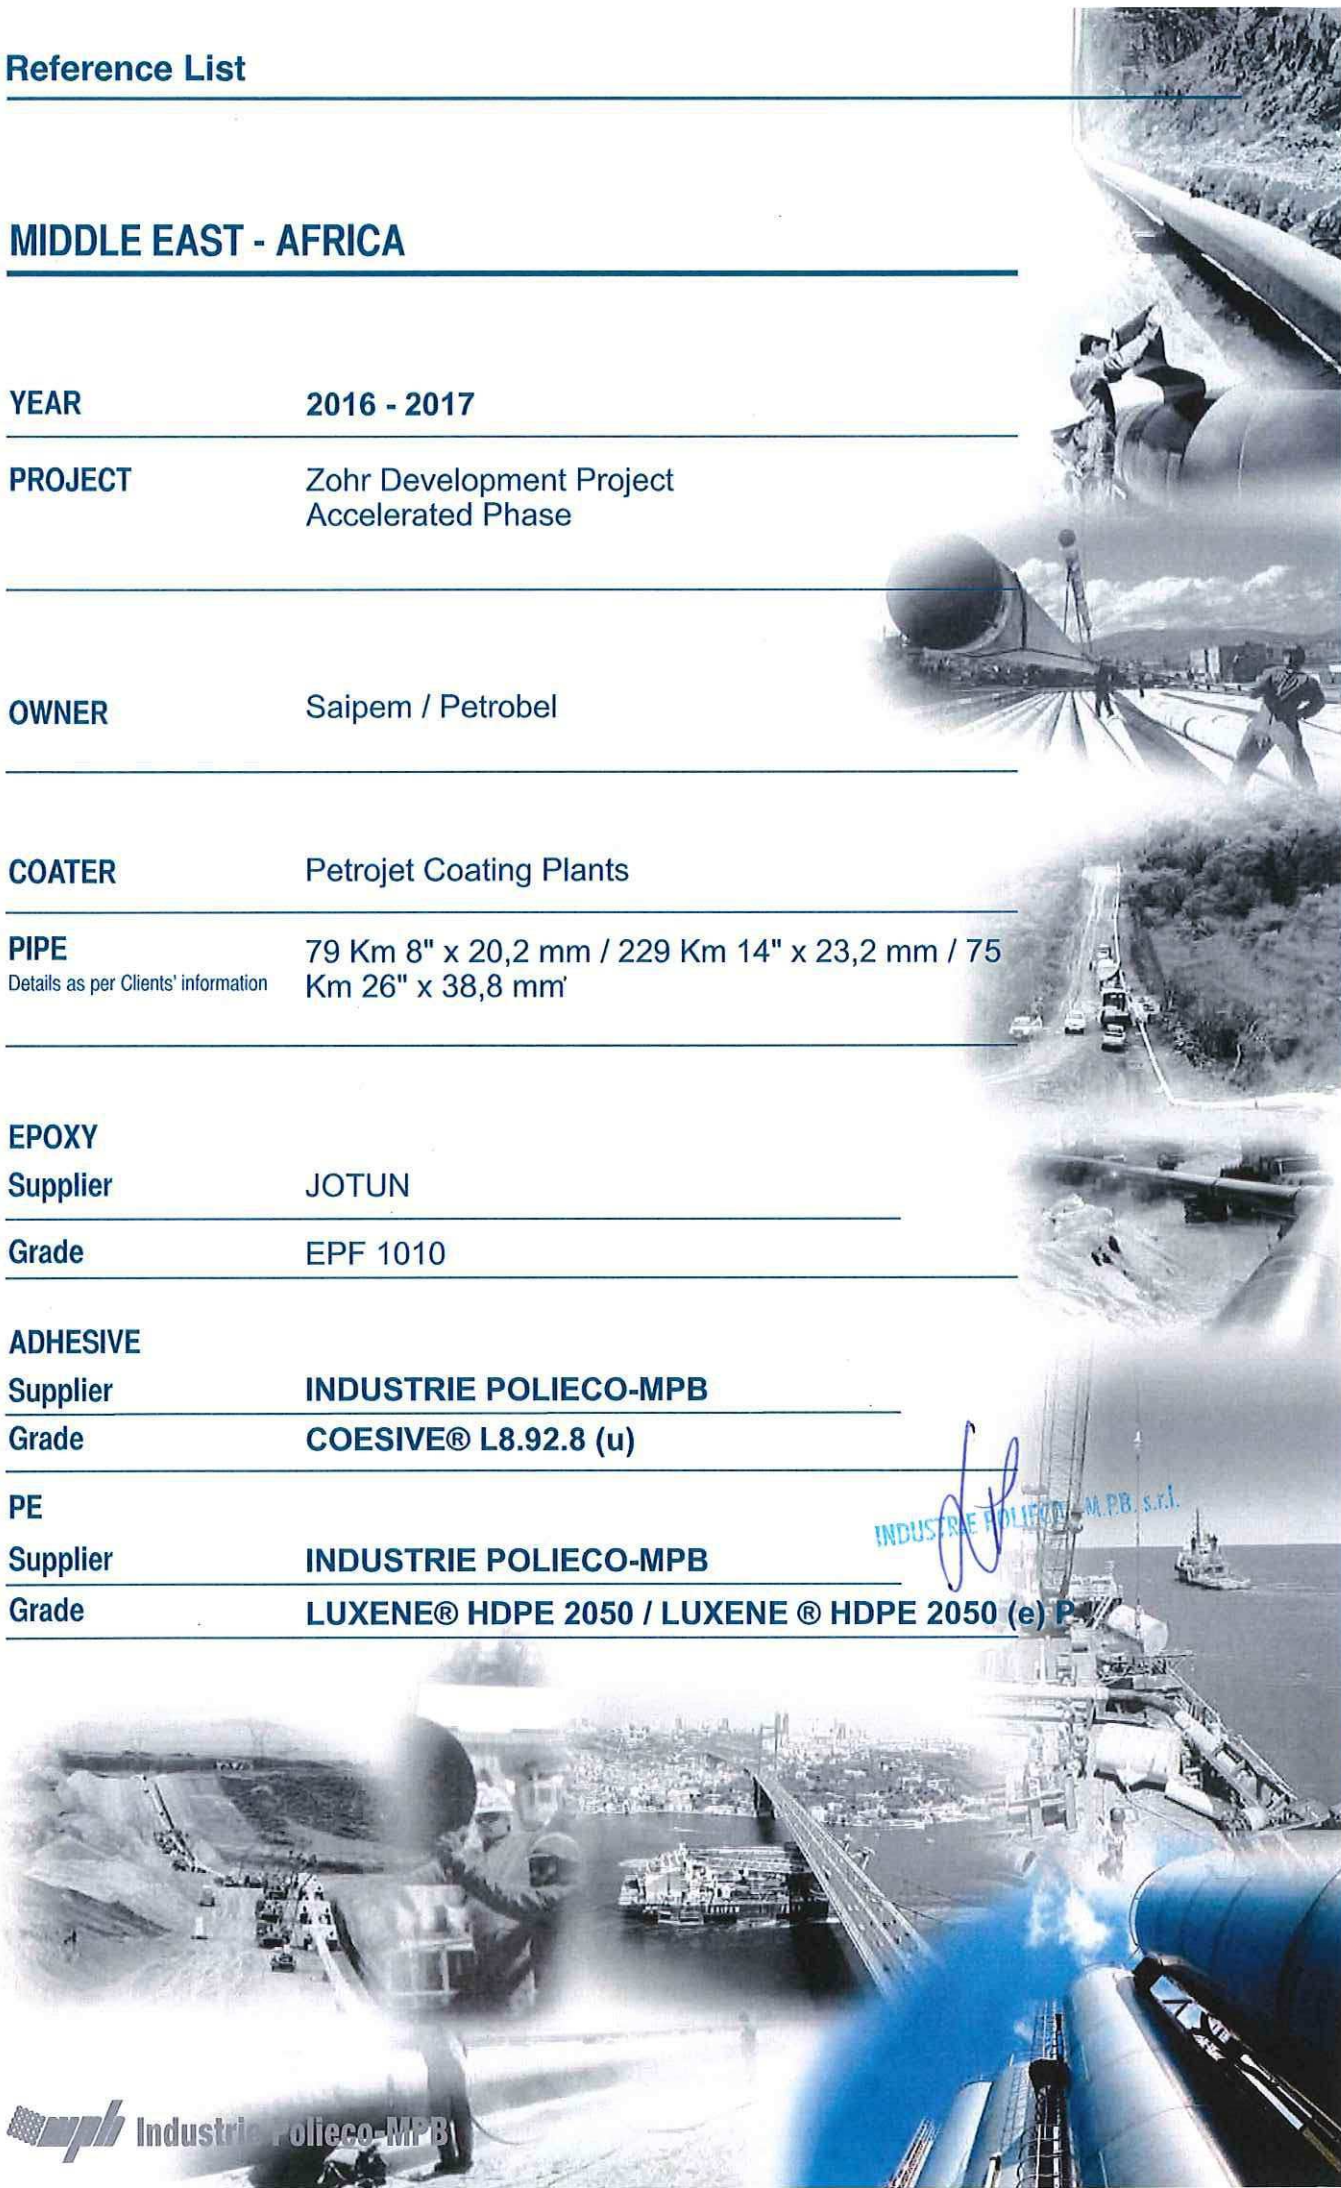 Reference List
MIDDLE EAST - AFRICA
YEAR 2016 - 2017
PROJECT Zohr Development Project
Accelerated Phase
OWNER Saipem / Petrobel
COATER Petrojet Coating Plants
PIPE 79 Km 8" x 20,2 mm / 229 Km 14" x 23,2 mm / 75
Details as per Clients' information Km 26" x 38,8 mm
EPOXY
Supplier JOTUN
Grade EPF 1010
ADHESIVE
Supplier INDUSTRIE POLIECO-MPB
Grade COESIVE® L8.92.8 (u)
PE
INDUSTRIE POLIECO - M.P.B. s.r.l.
Supplier INDUSTRIE POLIECO-MPB
Grade LUXENE® HDPE 2050 / LUXENE ® HDPE 2050 (e) P
mpb Industrie Polieco-MPB